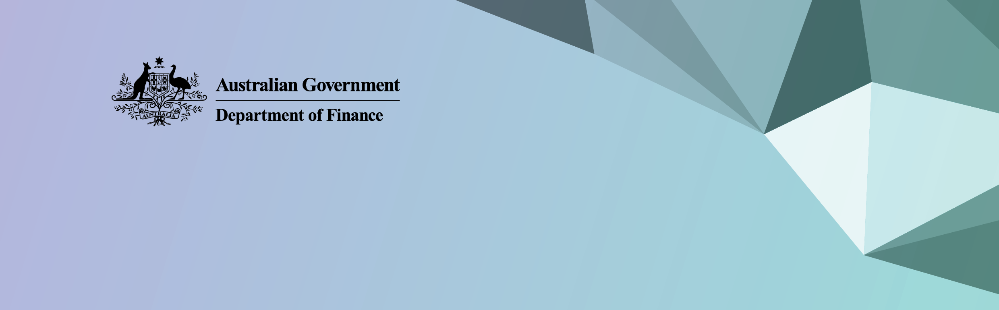 Australian Government
Department of Finance
AUSTRALIA